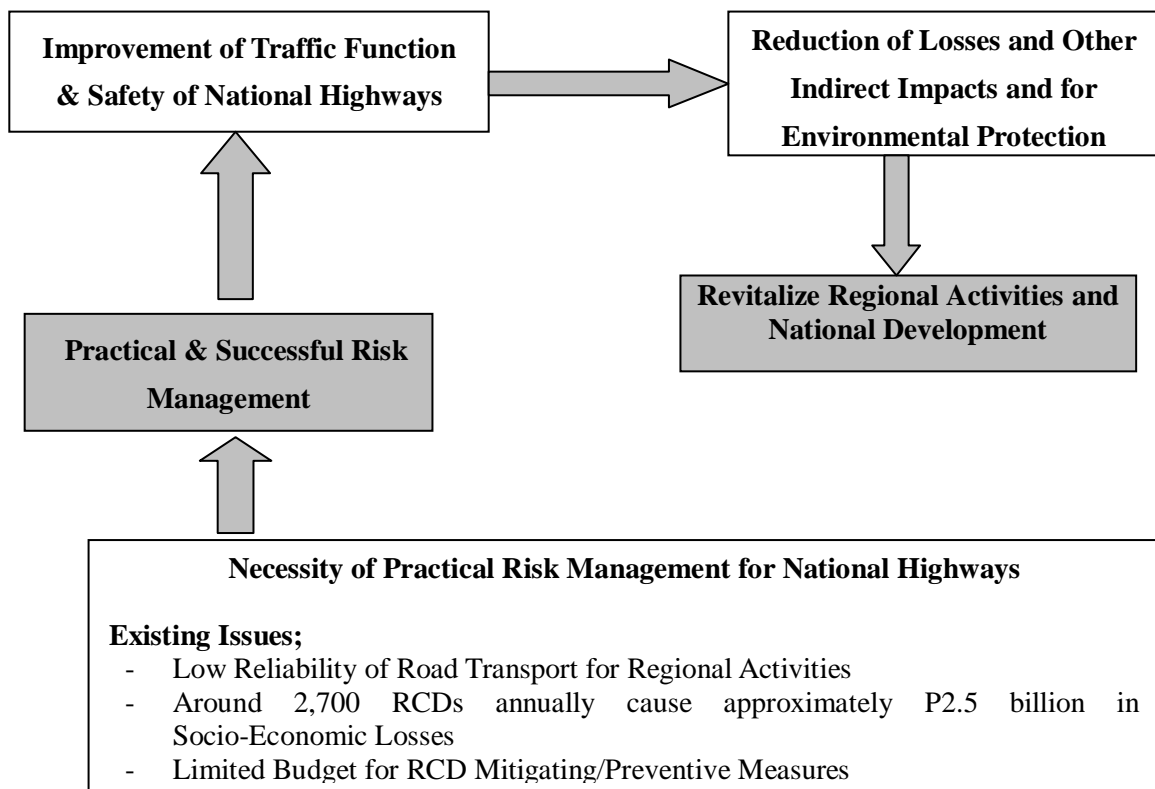 Improvement of Traffic Function
& Safety of National Highways
Reduction of Losses and Other
Indirect Impacts and for
Environmental Protection
Revitalize Regional Activities and
National Development
Practical & Successful Risk
Management
Necessity of Practical Risk Management for National Highways
Existing Issues;
- Low Reliability of Road Transport for Regional Activities
- Around 2,700 RCDs annually cause approximately P2.5 billion in
Socio-Economic Losses
- Limited Budget for RCD Mitigating/Preventive Measures